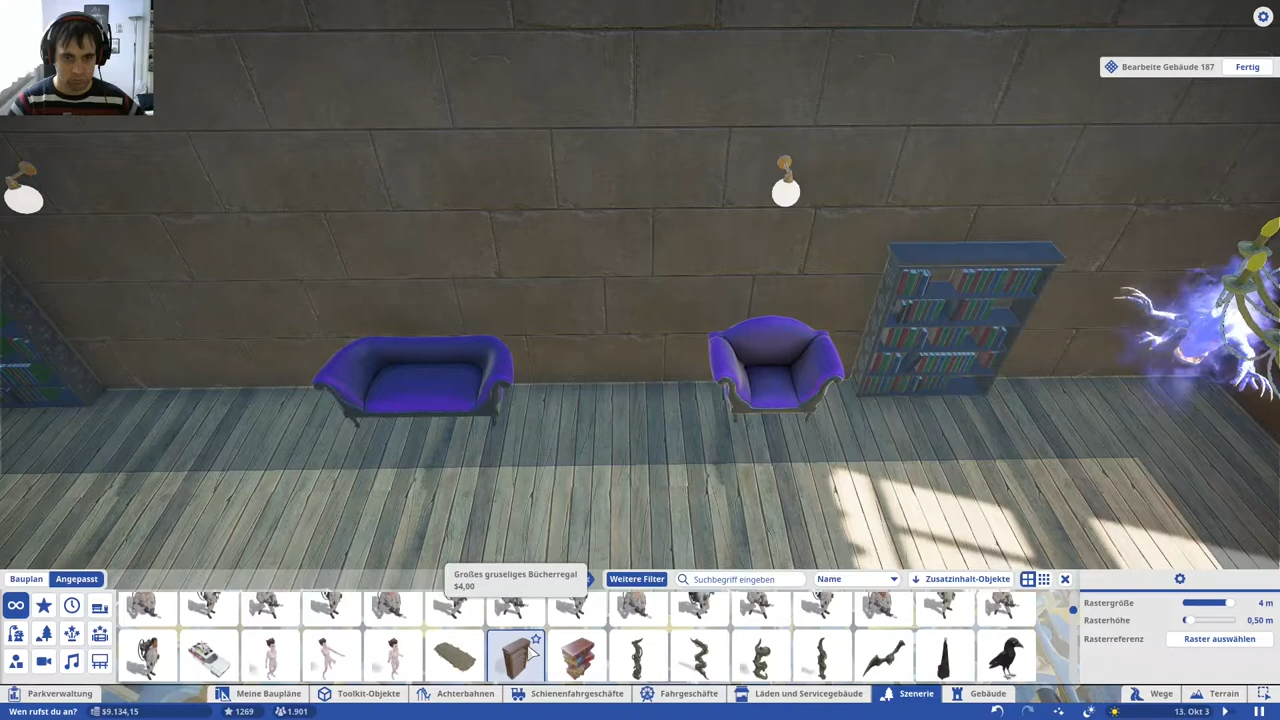 Bearbeite Gebäude 187
Fertig
Großes gruseliges Bücherregal
$4,00
Bauplan
Angepasst
Weitere Filter
Suchbegriff eingeben
Name
Zusatzinhalt-Objekte
Rastergröße
4 m
Rasterhöhe
0,50 m
Rasterreferenz
Raster auswählen
Parkverwaltung
Meine Baupläne
Toolkit-Objekte
Achterbahnen
Schienenfahrgeschäfte
Fahrgeschäfte
Läden und Servicegebäude
Szenerie
Gebäude
Wege
Terrain
Wen rufst du an?
$9.134,15
1269
1.901
13. Okt 3